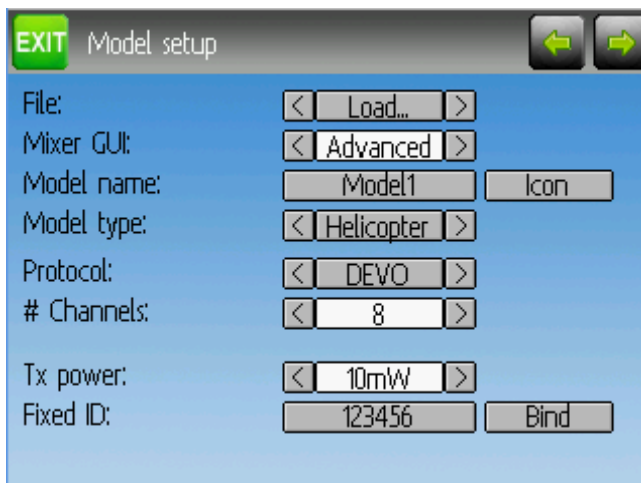 EXIT Model setup
File: < Load... >
Mixer GUI: < Advanced >
Model name: Model1 Icon
Model type: < Helicopter >
Protocol: < DEVO >
# Channels: < 8 >
Tx power: < 10mW >
Fixed ID: 123456 Bind